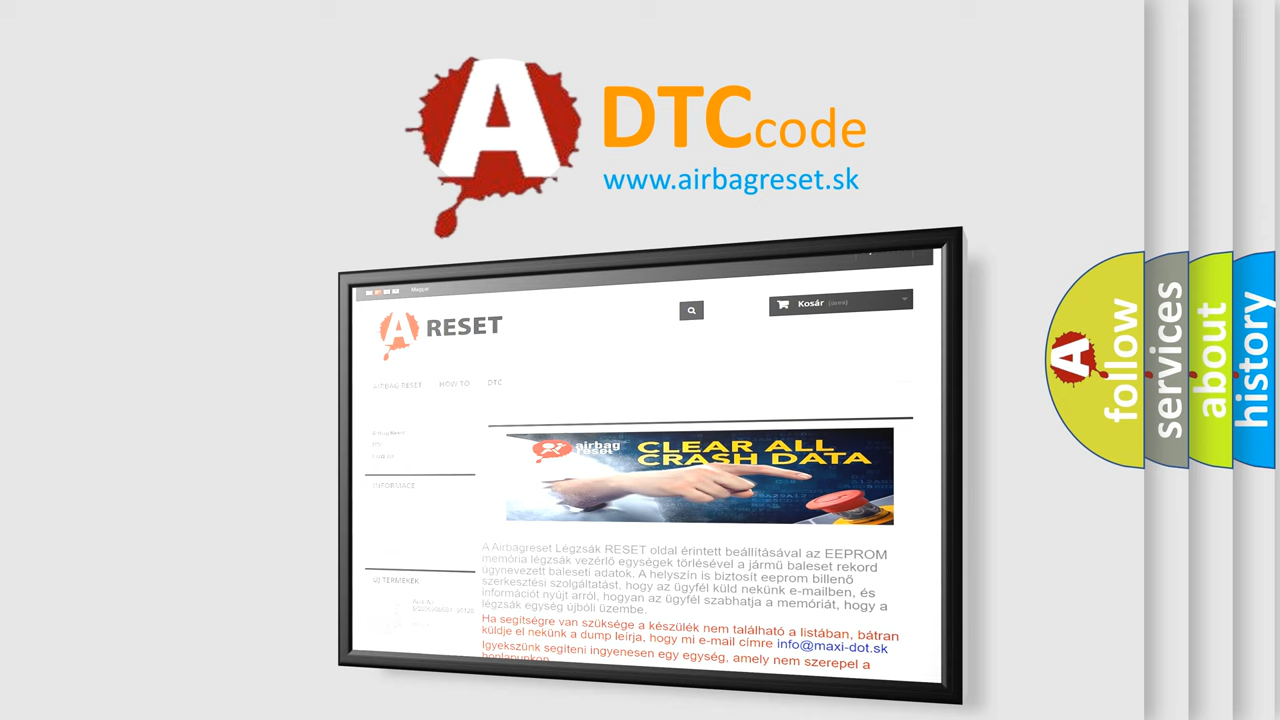 A
DTCcode
www.airbagreset.sk
Magyar
A RESET
Kosár (üres)
AIRBAG RESET HOW TO DTC
INFORMACE
airbag reset
CLEAR ALL
CRASH DATA
A Airbagreset Légzsák RESET oldal érintett beállításával az EEPROM
memória légzsák vezérlő egységek törlésével a jármű baleset rekord
úgynevezett baleseti adatok. A helyszín is biztosít eeprom billenő
szerkesztési szolgáltatást, hogy az ügyfél küld nekünk e-mailben, és
információt nyújt arról, hogyan az ügyfél szabhatja a memóriát, hogy a
légzsák egység újbóli üzembe.
Ha segítségre van szüksége a készülék nem található a listában, bátran
küldje el nekünk a dump leírja, hogy mi e-mail címre info@maxi-dot.sk
Igyekszünk segíteni ingyenesen egy egység, amely nem szerepel a
honlapunkon
ÚJ TERMÉKEK
A
follow
services
about
history